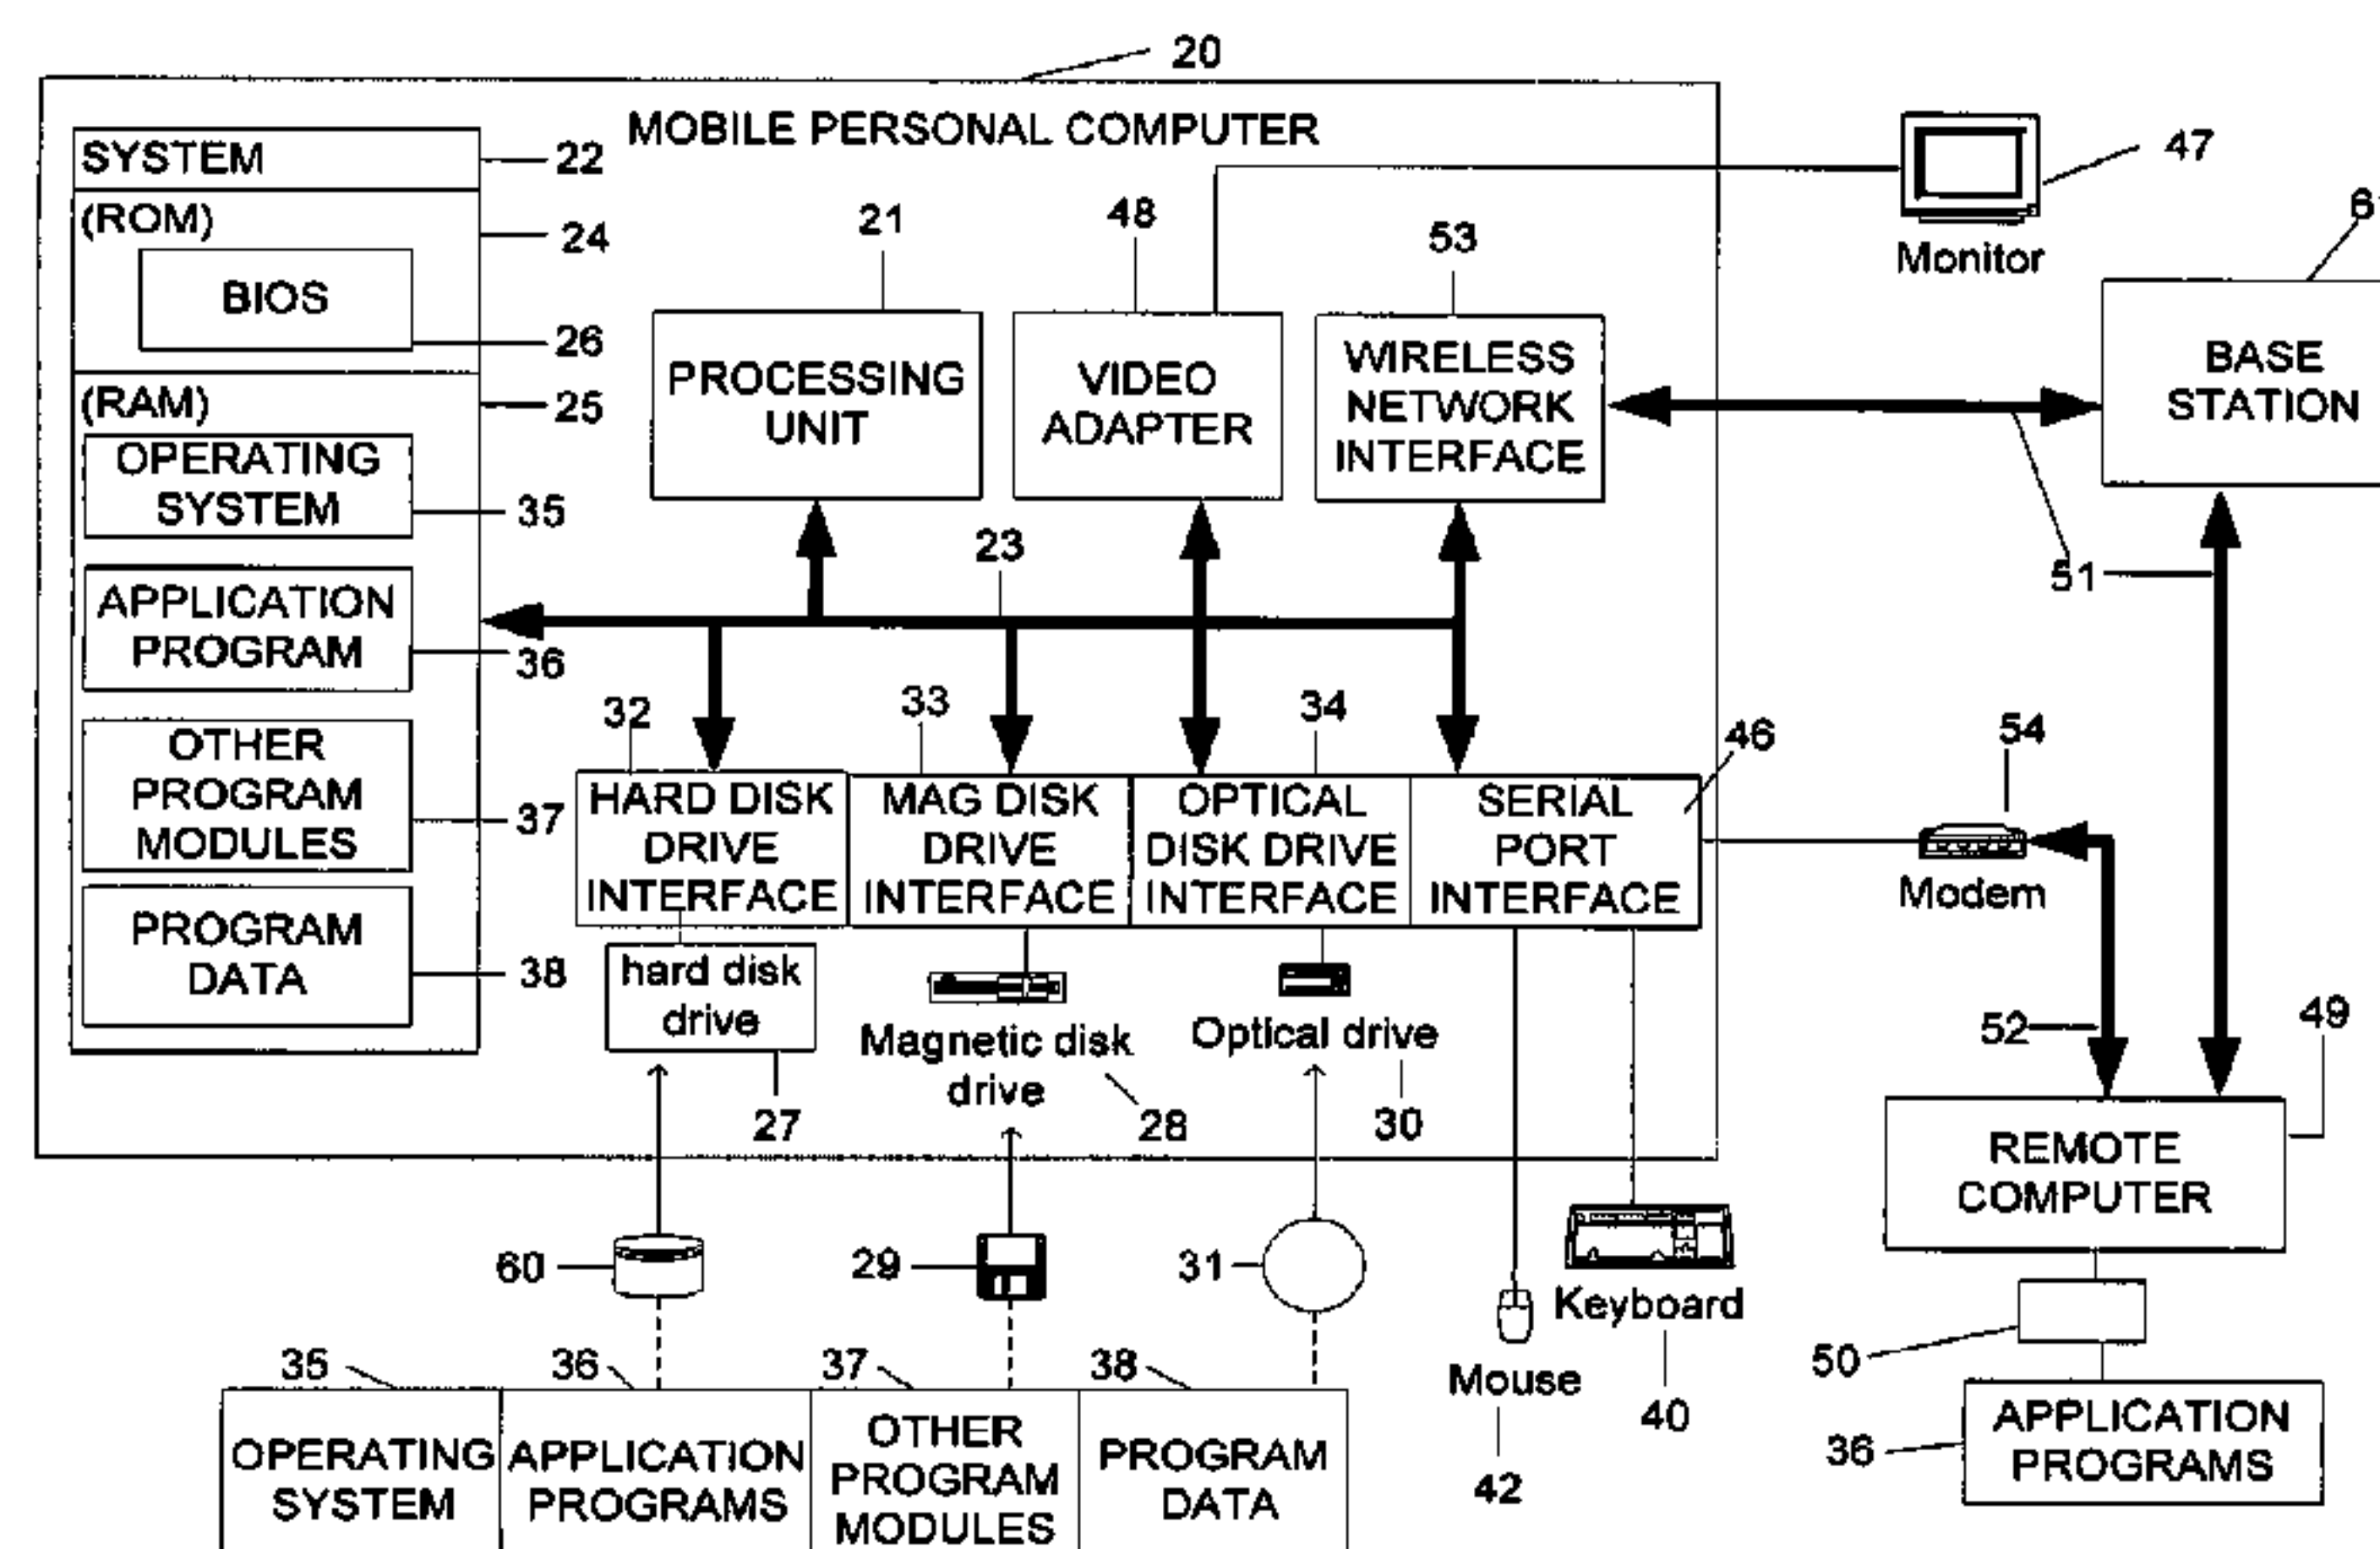 20
MOBILE PERSONAL COMPUTER
SYSTEM
22
(ROM)
24
BIOS
26
(RAM)
25
OPERATING
SYSTEM
35
APPLICATION
PROGRAM
36
OTHER
PROGRAM
MODULES
37
PROGRAM
DATA
38
21
PROCESSING
UNIT
48
VIDEO
ADAPTER
53
WIRELESS
NETWORK
INTERFACE
47
Monitor
BASE
STATION
51
23
32
HARD DISK
DRIVE
INTERFACE
33
MAG DISK
DRIVE
INTERFACE
34
OPTICAL
DISK DRIVE
INTERFACE
46
SERIAL
PORT
INTERFACE
54
Modem
hard disk
drive
27
Magnetic disk
drive
28
Optical drive
30
52
49
REMOTE
COMPUTER
60
29
31
Keyboard
40
Mouse
42
50
36
APPLICATION
PROGRAMS
35
OPERATING
SYSTEM
36
APPLICATION
PROGRAMS
37
OTHER
PROGRAM
MODULES
38
PROGRAM
DATA